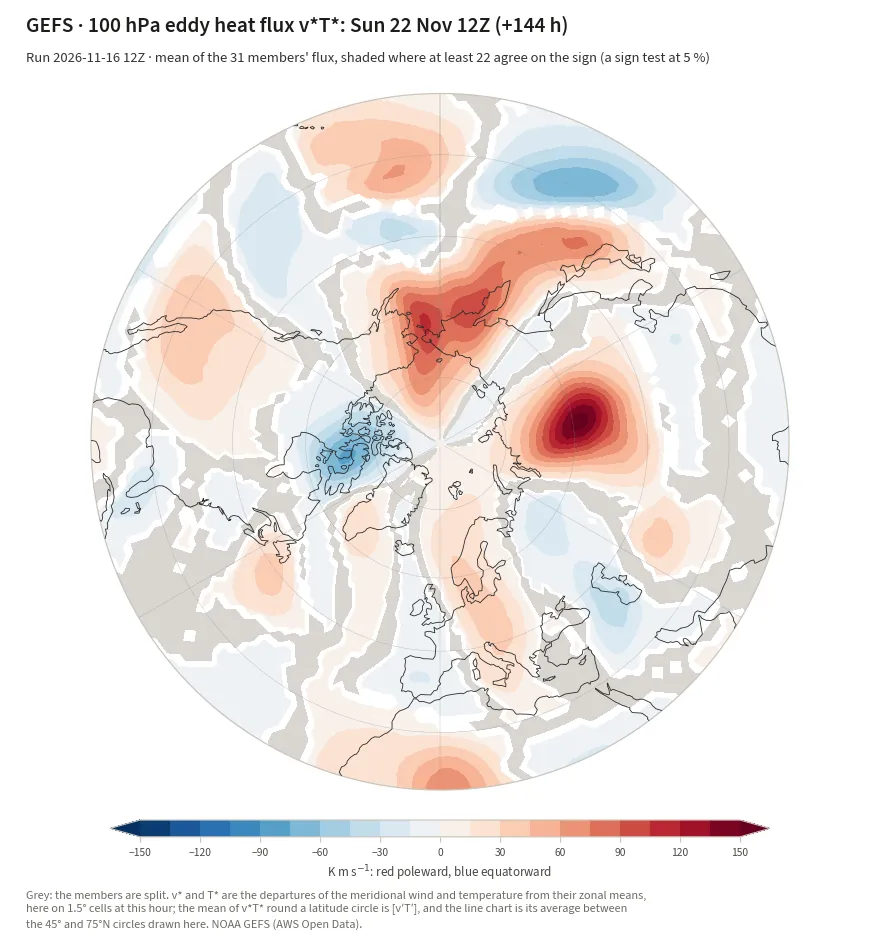 GEFS · 100 hPa eddy heat flux v*T*: Sun 22 Nov 12Z (+144 h)
Run 2026-11-16 12Z · mean of the 31 members' flux, shaded where at least 22 agree on the sign (a sign test at 5 %)
−150 −120 −90 −60 −30 0 30 60 90 120 150
K m s⁻¹: red poleward, blue equatorward
Grey: the members are split. v* and T* are the departures of the meridional wind and temperature from their zonal means,
here on 1.5° cells at this hour; the mean of v*T* round a latitude circle is [v'T'], and the line chart is its average between
the 45° and 75°N circles drawn here. NOAA GEFS (AWS Open Data).